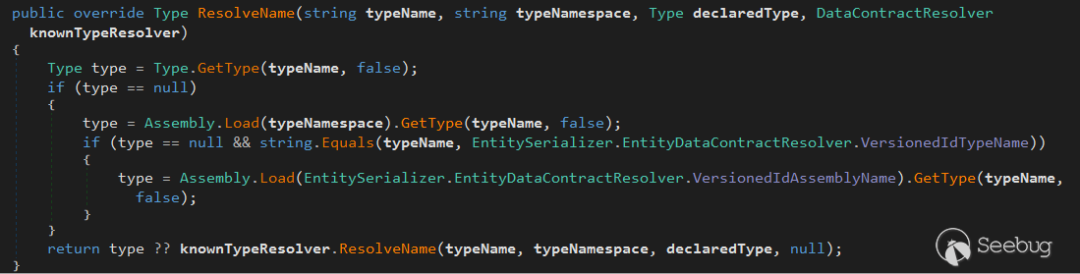 public override Type ResolveName(string typeName, string typeNamespace, Type declaredType, DataContractResolver
knownTypeResolver)
{
Type type = Type.GetType(typeName, false);
if (type == null)
{
type = Assembly.Load(typeNamespace).GetType(typeName, false);
if (type == null && string.Equals(typeName, EntitySerializer.EntityDataContractResolver.VersionedIdTypeName))
{
type = Assembly.Load(EntitySerializer.EntityDataContractResolver.VersionedIdAssemblyName).GetType(typeName,
false);
}
}
return type ?? knownTypeResolver.ResolveName(typeName, typeNamespace, declaredType, null);
}
Seebug